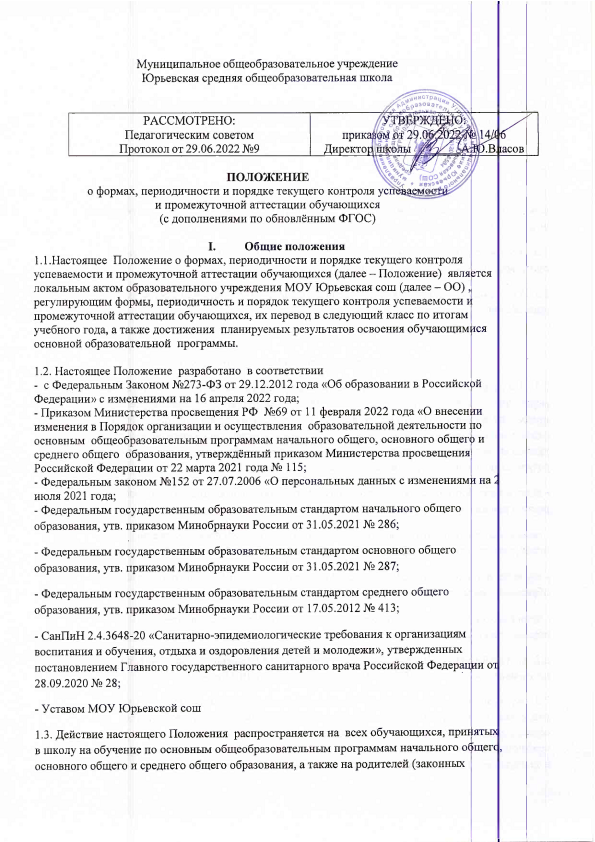 Муниципальное общеобразовательное учреждение
Юрьевская средняя общеобразовательная школа
РАССМОТРЕНО:
Педагогическим советом
Протокол от 29.06.2022 №9
УТВЕРЖДЕНО:
приказом от 29.06.2022 № 14/06
Директор школы А.Ю.Власов
ПОЛОЖЕНИЕ
о формах, периодичности и порядке текущего контроля успеваемости
и промежуточной аттестации обучающихся
(с дополнениями по обновлённым ФГОС)
I. Общие положения
1.1.Настоящее Положение о формах, периодичности и порядке текущего контроля
успеваемости и промежуточной аттестации обучающихся (далее – Положение) является
локальным актом образовательного учреждения МОУ Юрьевская сош (далее – ОО) ,
регулирующим формы, периодичность и порядок текущего контроля успеваемости и
промежуточной аттестации обучающихся, их перевод в следующий класс по итогам
учебного года, а также достижения планируемых результатов освоения обучающимися
основной образовательной программы.
1.2. Настоящее Положение разработано в соответствии
- с Федеральным Законом №273-ФЗ от 29.12.2012 года «Об образовании в Российской
Федерации» с изменениями на 16 апреля 2022 года;
- Приказом Министерства просвещения РФ №69 от 11 февраля 2022 года «О внесении
изменения в Порядок организации и осуществления образовательной деятельности по
основным общеобразовательным программам начального общего, основного общего и
среднего общего образования, утверждённый приказом Министерства просвещения
Российской Федерации от 22 марта 2021 года № 115;
- Федеральным законом №152 от 27.07.2006 «О персональных данных с изменениями на 2
июля 2021 года;
- Федеральным государственным образовательным стандартом начального общего
образования, утв. приказом Минобрнауки России от 31.05.2021 № 286;
- Федеральным государственным образовательным стандартом основного общего
образования, утв. приказом Минобрнауки России от 31.05.2021 № 287;
- Федеральным государственным образовательным стандартом среднего общего
образования, утв. приказом Минобрнауки России от 17.05.2012 № 413;
- СанПиН 2.4.3648-20 «Санитарно-эпидемиологические требования к организациям
воспитания и обучения, отдыха и оздоровления детей и молодежи», утвержденных
постановлением Главного государственного санитарного врача Российской Федерации от
28.09.2020 № 28;
- Уставом МОУ Юрьевской сош
1.3. Действие настоящего Положения распространяется на всех обучающихся, принятых
в школу на обучение по основным общеобразовательным программам начального общего,
основного общего и среднего общего образования, а также на родителей (законных